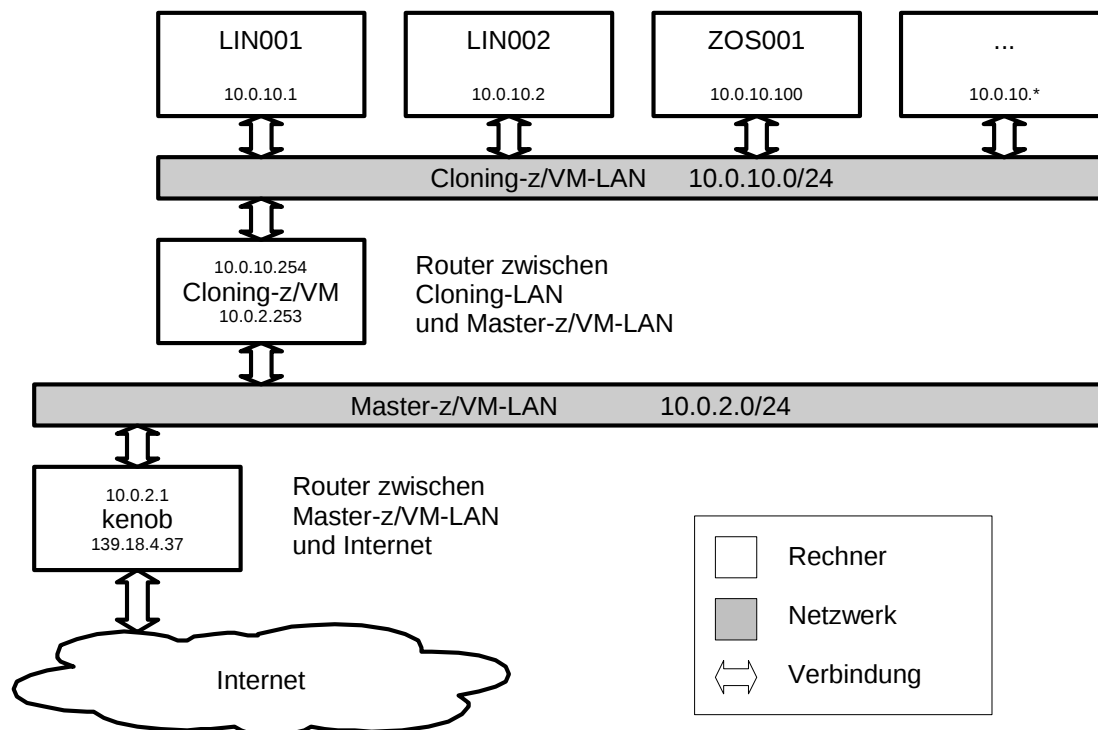 LIN001
10.0.10.1
LIN002
10.0.10.2
ZOS001
10.0.10.100
...
10.0.10.*
Cloning-z/VM-LAN 10.0.10.0/24
10.0.10.254
Cloning-z/VM
10.0.2.253
Router zwischen
Cloning-LAN
und Master-z/VM-LAN
Master-z/VM-LAN 10.0.2.0/24
10.0.2.1
kenob
139.18.4.37
Router zwischen
Master-z/VM-LAN
und Internet
Internet
Rechner
Netzwerk
Verbindung